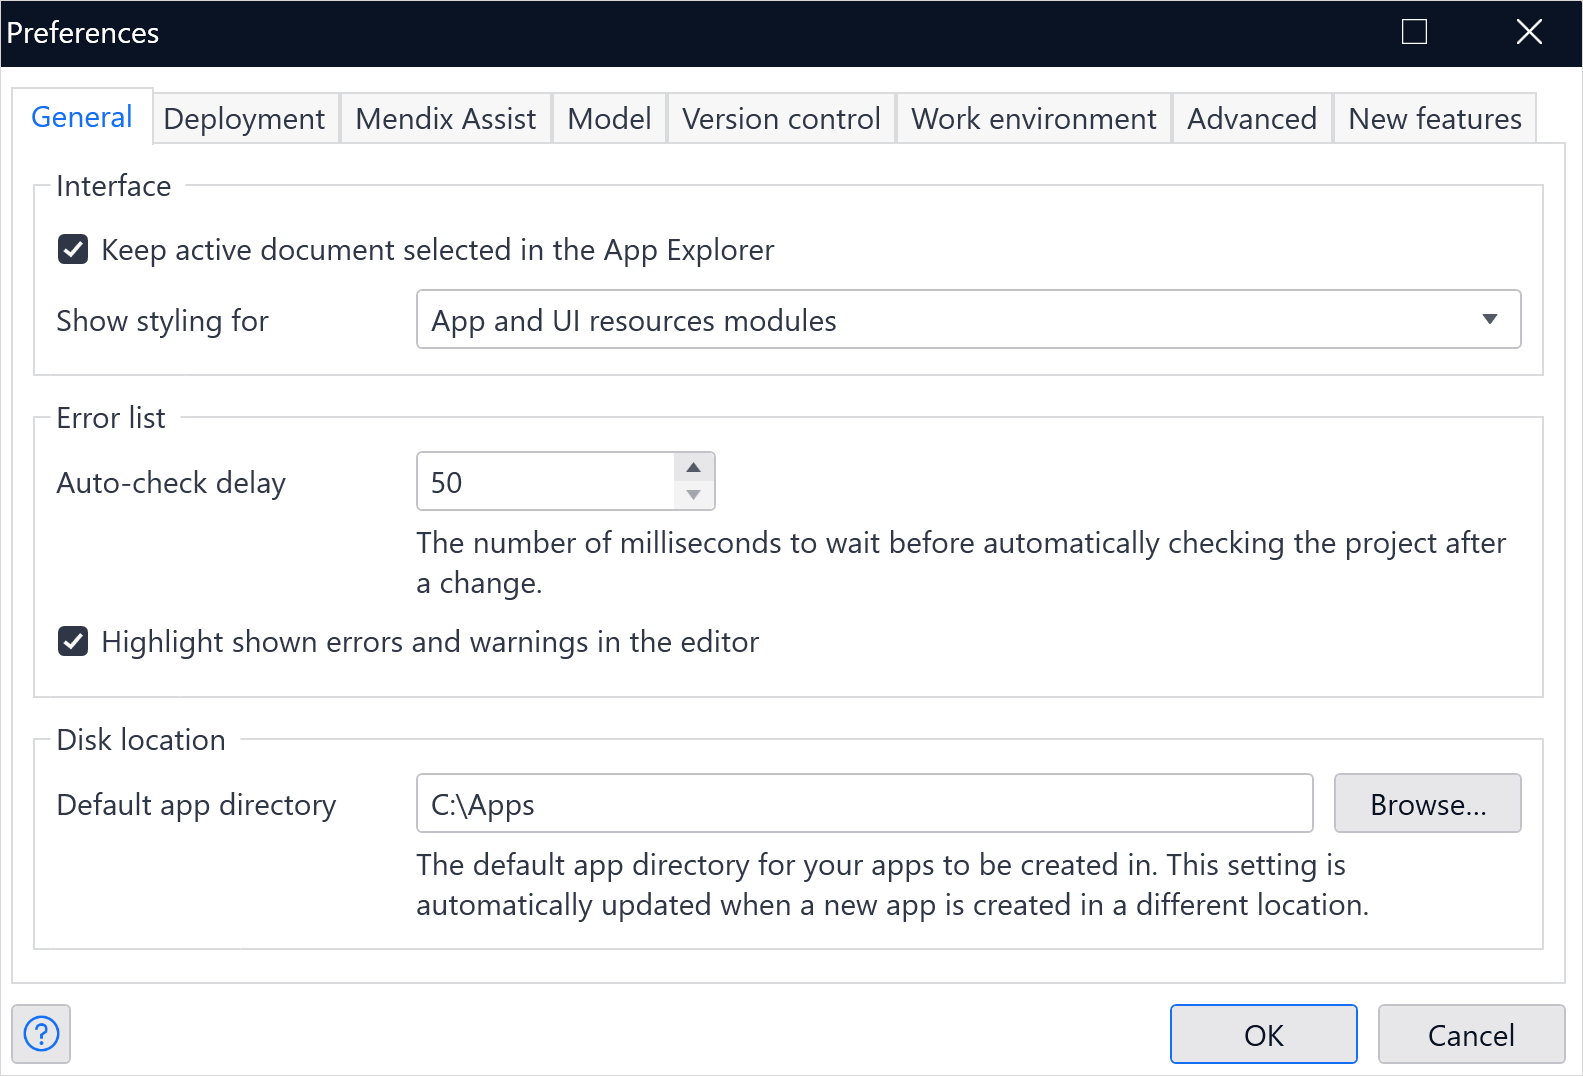 Preferences
General
Deployment
Mendix Assist
Model
Version control
Work environment
Advanced
New features
Interface
Keep active document selected in the App Explorer
Show styling for
App and UI resources modules
Error list
Auto-check delay
50
The number of milliseconds to wait before automatically checking the project after
a change.
Highlight shown errors and warnings in the editor
Disk location
Default app directory
C:\Apps
Browse...
The default app directory for your apps to be created in. This setting is
automatically updated when a new app is created in a different location.
?
OK
Cancel